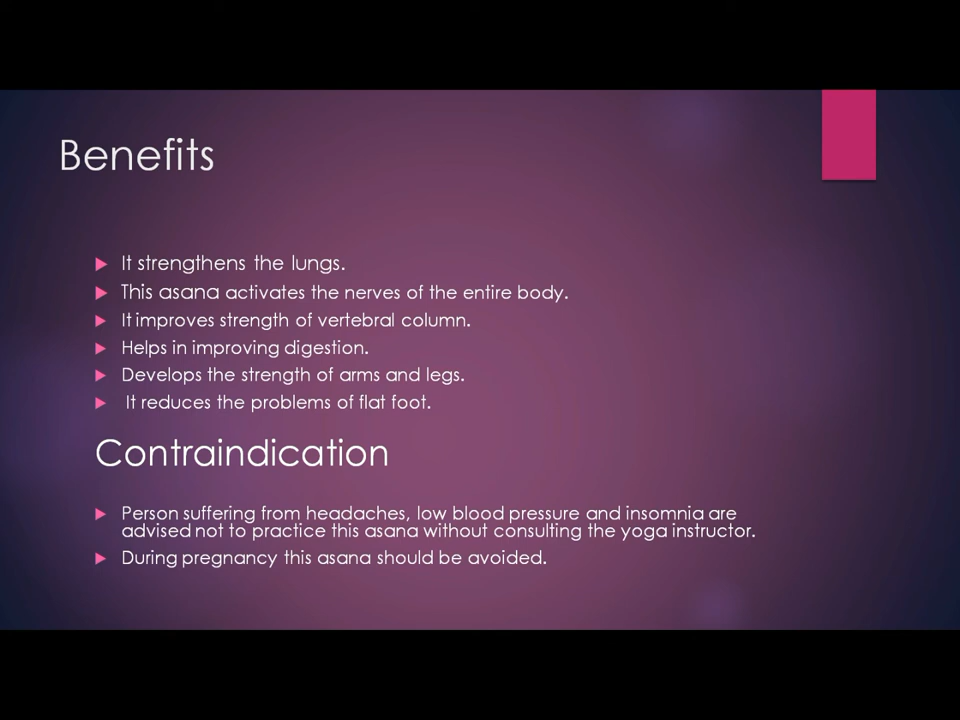 Benefits
It strengthens the lungs.
This asana activates the nerves of the entire body.
It improves strength of vertebral column.
Helps in improving digestion.
Develops the strength of arms and legs.
It reduces the problems of flat foot.
Contraindication
Person suffering from headaches, low blood pressure and insomnia are
advised not to practice this asana without consulting the yoga instructor.
During pregnancy this asana should be avoided.